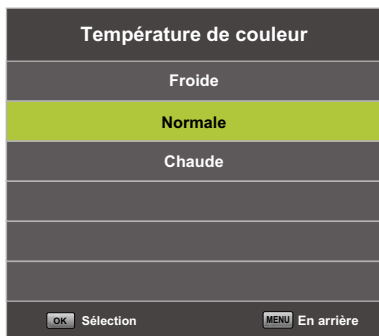 Température de couleur
Froide
Normale
Chaude
OK Sélection MENU En arrière